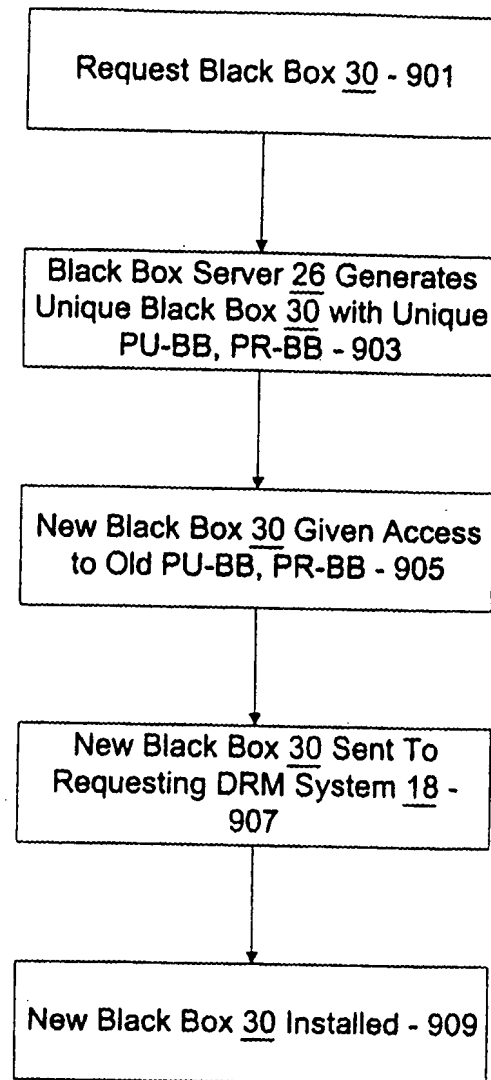 Request Black Box 30 - 901
Black Box Server 26 Generates
Unique Black Box 30 with Unique
PU-BB, PR-BB - 903
New Black Box 30 Given Access
to Old PU-BB, PR-BB - 905
New Black Box 30 Sent To
Requesting DRM System 18 -
907
New Black Box 30 Installed - 909